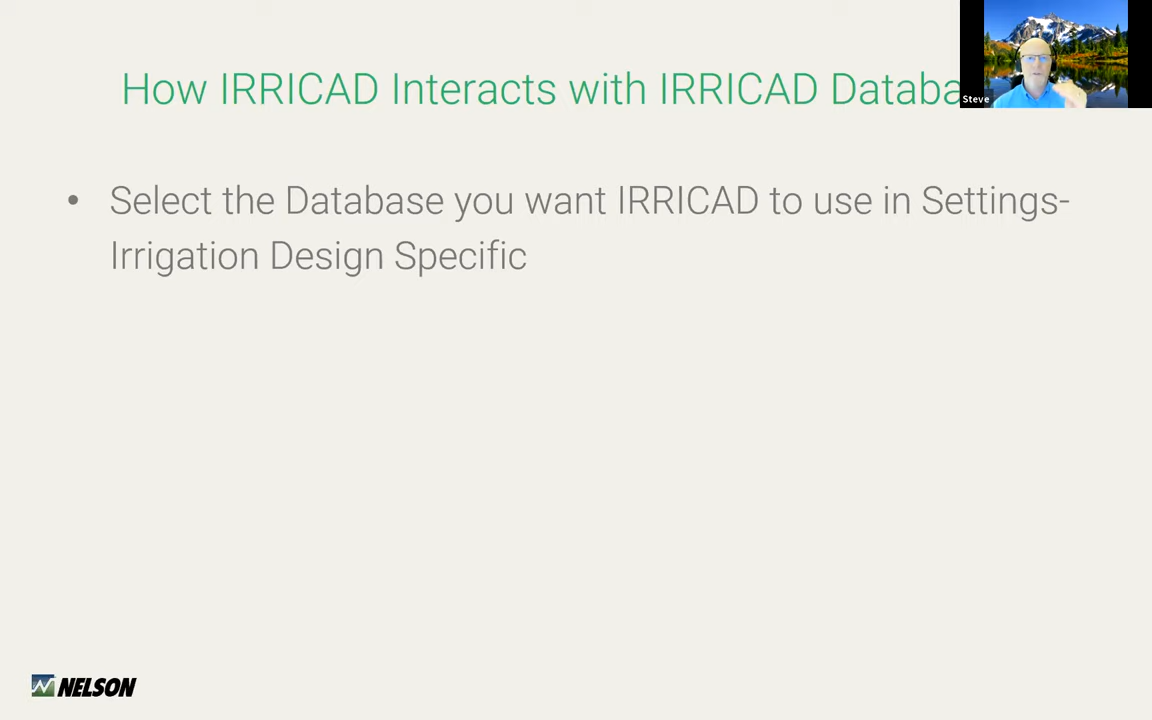 How IRRICAD Interacts with IRRICAD
Steve
• Select the Database you want IRRICAD to use in Settings-
Irrigation Design Specific
NELSON